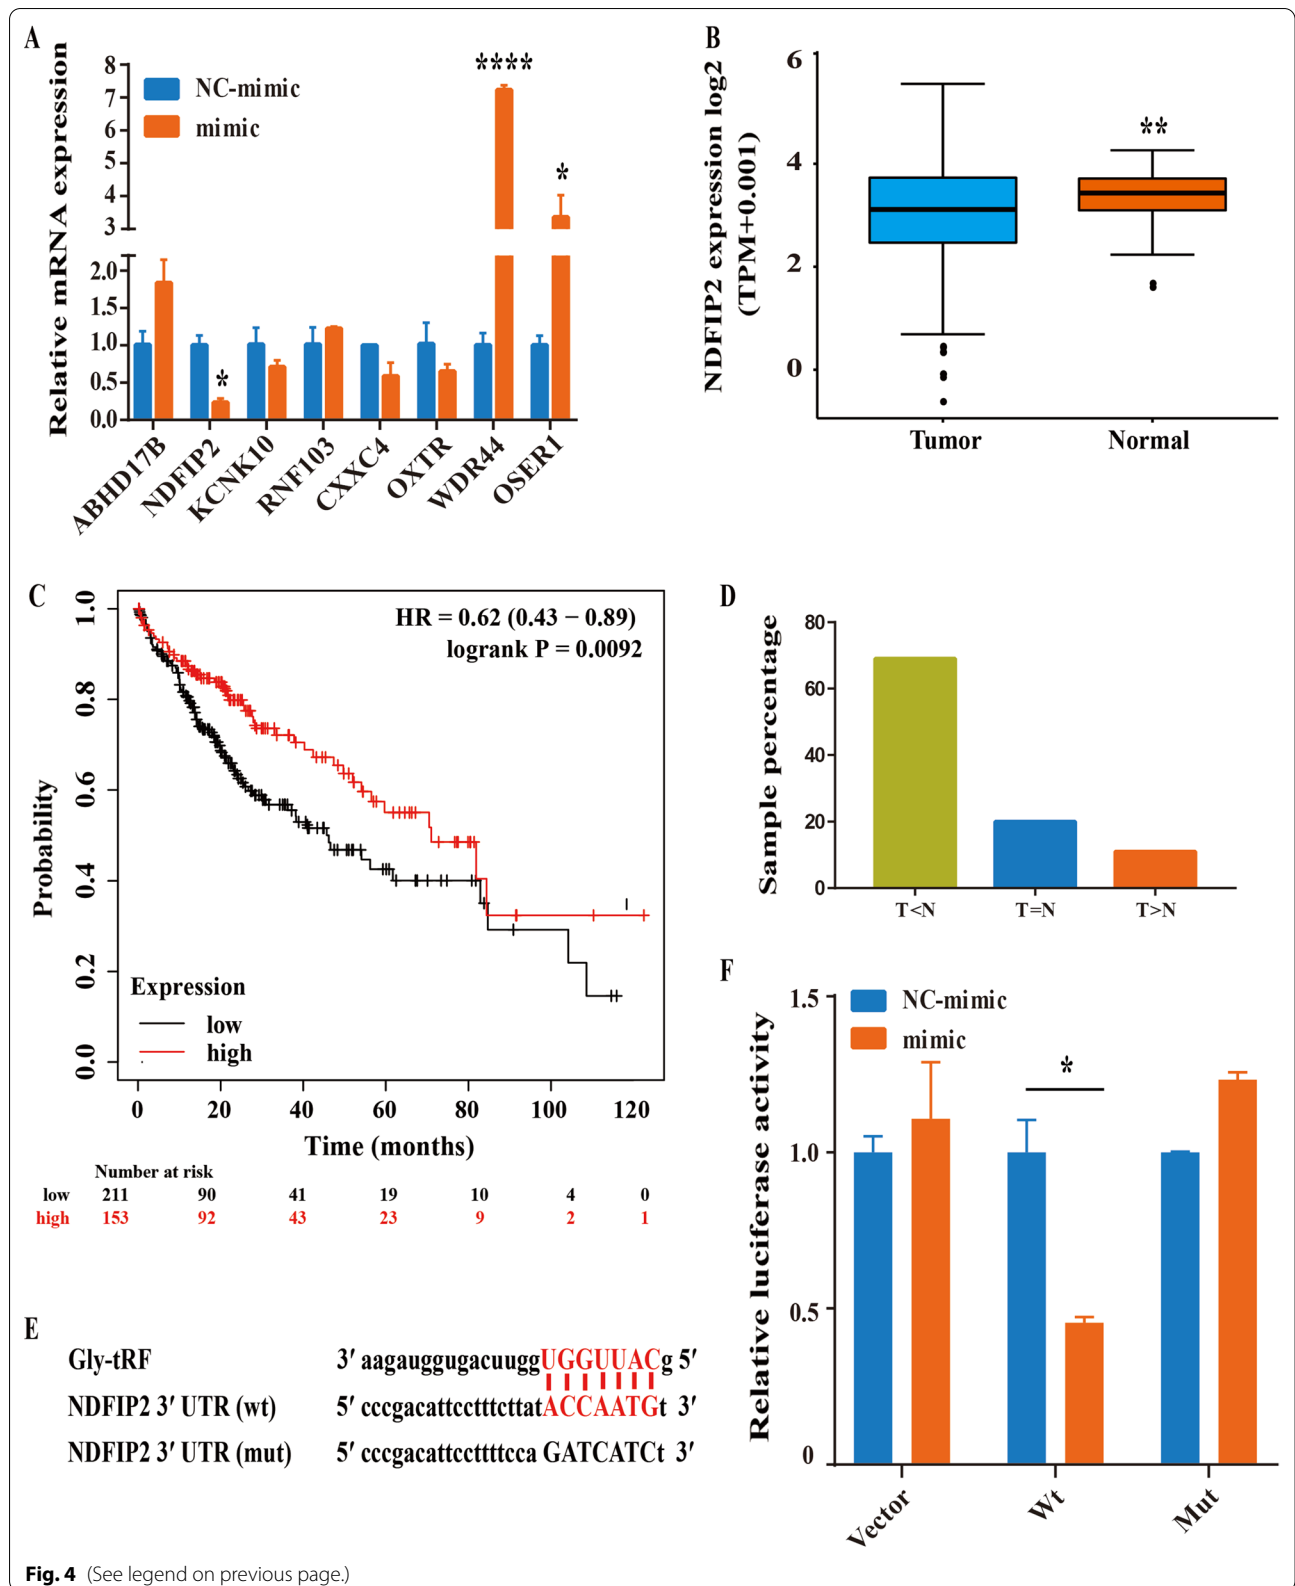 A
Relative mRNA expression
8
7
6
5
4
3
2.0
1.5
1.0
0.5
0.0
NC-mimic
mimic
****
*
*
ABHD17B
NDFIP2
KCNK10
RNF103
CXXC4
OXTR
WDR44
OSER1
B
NDFIP2 expression log2
(TPM+0.001)
6
4
2
0
**
Tumor
Normal
C
Probability
1.0
0.8
0.6
0.4
0.2
0.0
HR = 0.62 (0.43 − 0.89)
logrank P = 0.0092
Expression
low
high
0 20 40 60 80 100 120
Time (months)
Number at risk
low 211 90 41 19 10 4 0
high 153 92 43 23 9 2 1
D
Sample percentage
80
60
40
20
0
T<N T=N T>N
E
Gly-tRF 3′ aagauggugacuuggUGGUUACg 5′
NDFIP2 3′ UTR (wt) 5′ cccgacattcctttcttatACCAATGt 3′
NDFIP2 3′ UTR (mut) 5′ cccgacattccttttcca GATCATCt 3′
F
Relative luciferase activity
1.5
1.0
0.5
0
NC-mimic
mimic
*
Vector
Wt
Mut
Fig. 4 (See legend on previous page.)